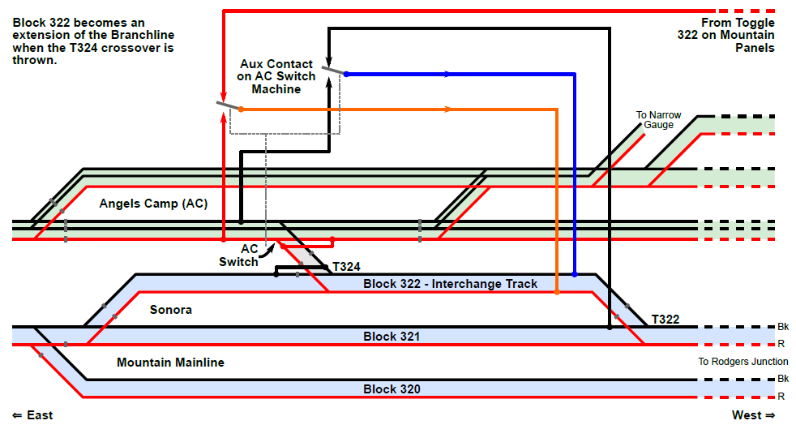 Block 322 becomes an
extension of the Branchline
when the T324 crossover is
thrown.
From Toggle
322 on Mountain
Panels
Aux Contact
on AC Switch
Machine
To Narrow
Gauge
Angels Camp (AC)
AC
Switch
T324
Block 322 - Interchange Track
Sonora
T322
Bk
Block 321
R
Mountain Mainline
To Rodgers Junction
Bk
Block 320
R
⇐ East
West ⇒